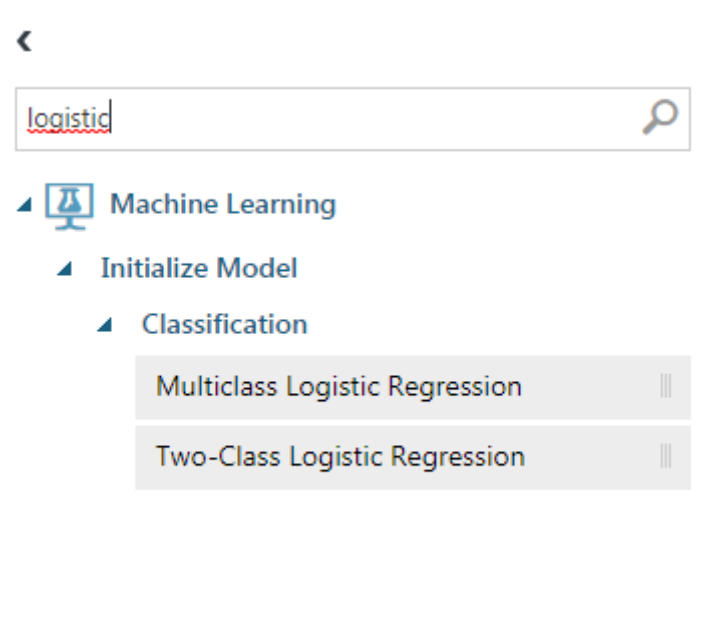 logistic
Machine Learning
Initialize Model
Classification
Multiclass Logistic Regression
Two-Class Logistic Regression